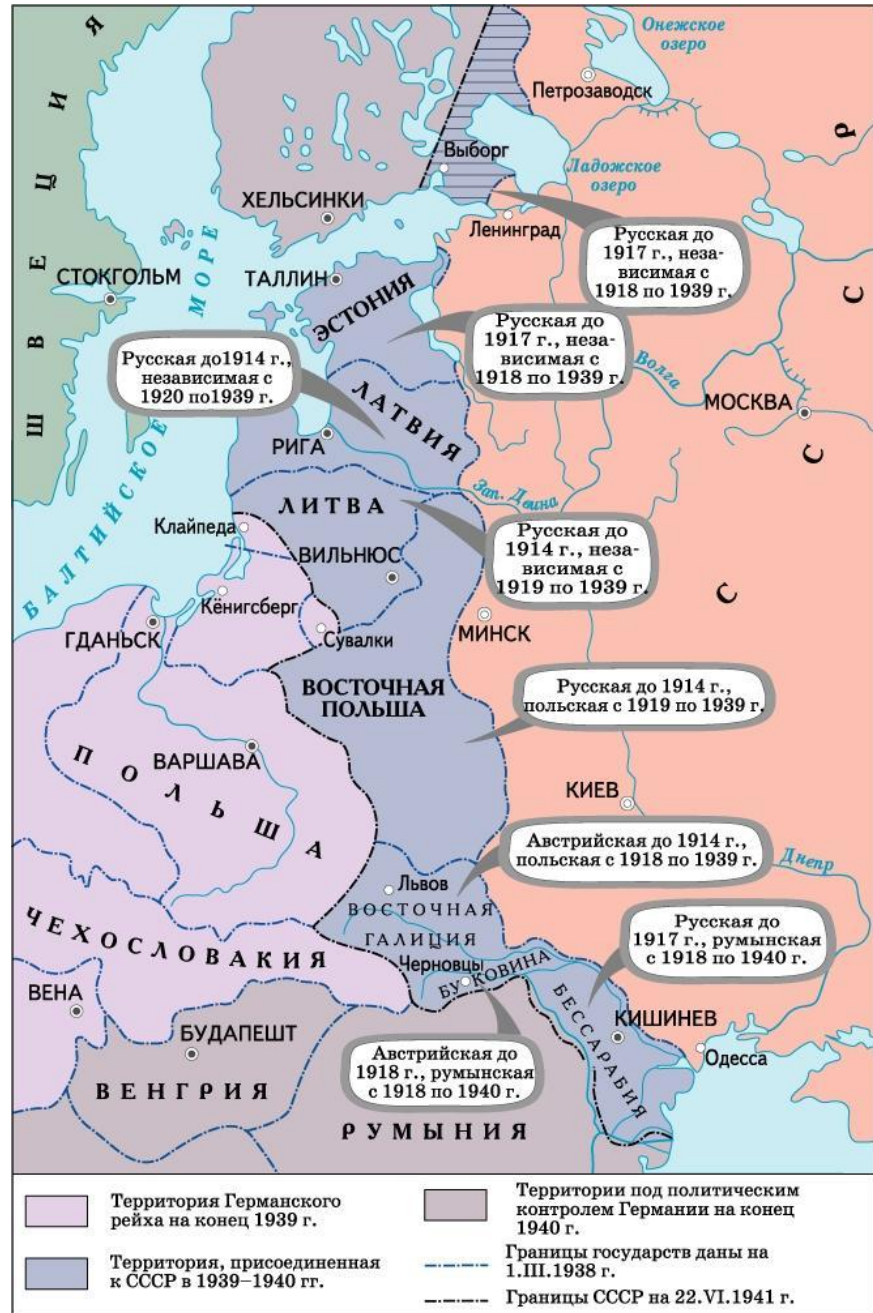 Онежское
озеро
Петрозаводск
Выборг
Ладожское
озеро
ХЕЛЬСИНКИ
Ленинград
Русская до
1917 г., неза-
висимая с
1918 по 1939 г.
ШВЕЦИЯ
СТОКГОЛЬМ
ТАЛЛИН
ЭСТОНИЯ
Русская до
1917 г., неза-
висимая с
1918 по 1939 г.
Русская до1914 г.,
независимая с
1920 по1939 г.
БАЛТИЙСКОЕ МОРЕ
ЛАТВИЯ
РИГА
Волга
МОСКВА
СССР
Зап. Двина
ЛИТВА
Клайпеда
ВИЛЬНЮС
Русская до
1914 г., неза-
висимая с
1919 по 1939 г.
Кёнигсберг
ГДАНЬСК
Сувалки
МИНСК
ВОСТОЧНАЯ
ПОЛЬША
Русская до 1914 г.,
польская с 1919 по 1939 г.
ВАРШАВА
ПОЛЬША
КИЕВ
Австрийская до 1914 г.,
польская с 1918 по 1939 г.
Днепр
Львов
ВОСТОЧНАЯ
ГАЛИЦИЯ
ЧЕХОСЛОВАКИЯ
Черновцы
БУКОВИНА
Русская до
1917 г., румынская
с 1918 по 1940 г.
БЕССАРАБИЯ
ВЕНА
БУДАПЕШТ
КИШИНЕВ
Одесса
Австрийская до
1918 г., румынская
с 1918 по 1940 г.
ВЕНГРИЯ
РУМЫНИЯ
Территория Германского
рейха на конец 1939 г.
Территория, присоединенная
к СССР в 1939–1940 гг.
Территории под политическим
контролем Германии на конец
1940 г.
Границы государств даны на
1.III.1938 г.
Границы СССР на 22.VI.1941 г.